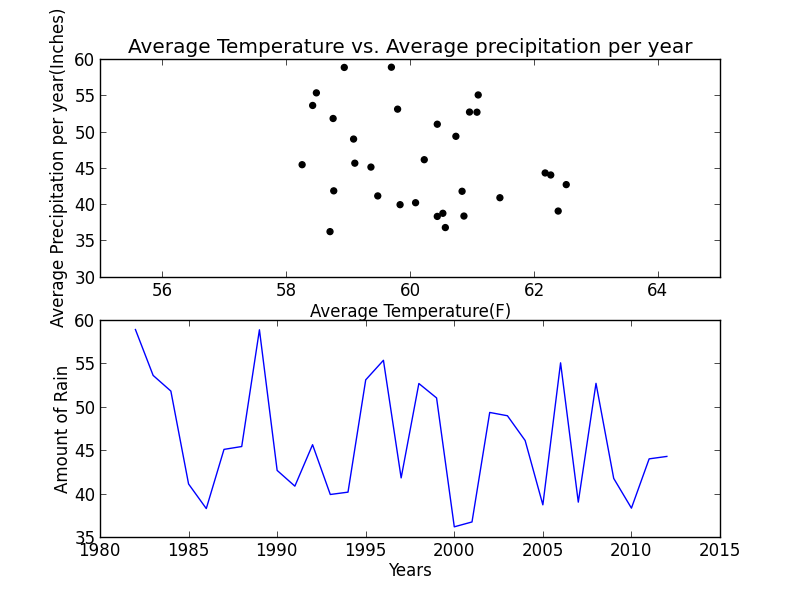 Average Temperature vs. Average precipitation per year
Average Precipitation per year(Inches)
60
55
50
45
40
35
30
56 58 60 62 64
Average Temperature(F)
Amount of Rain
60
55
50
45
40
35
1980 1985 1990 1995 2000 2005 2010 2015
Years